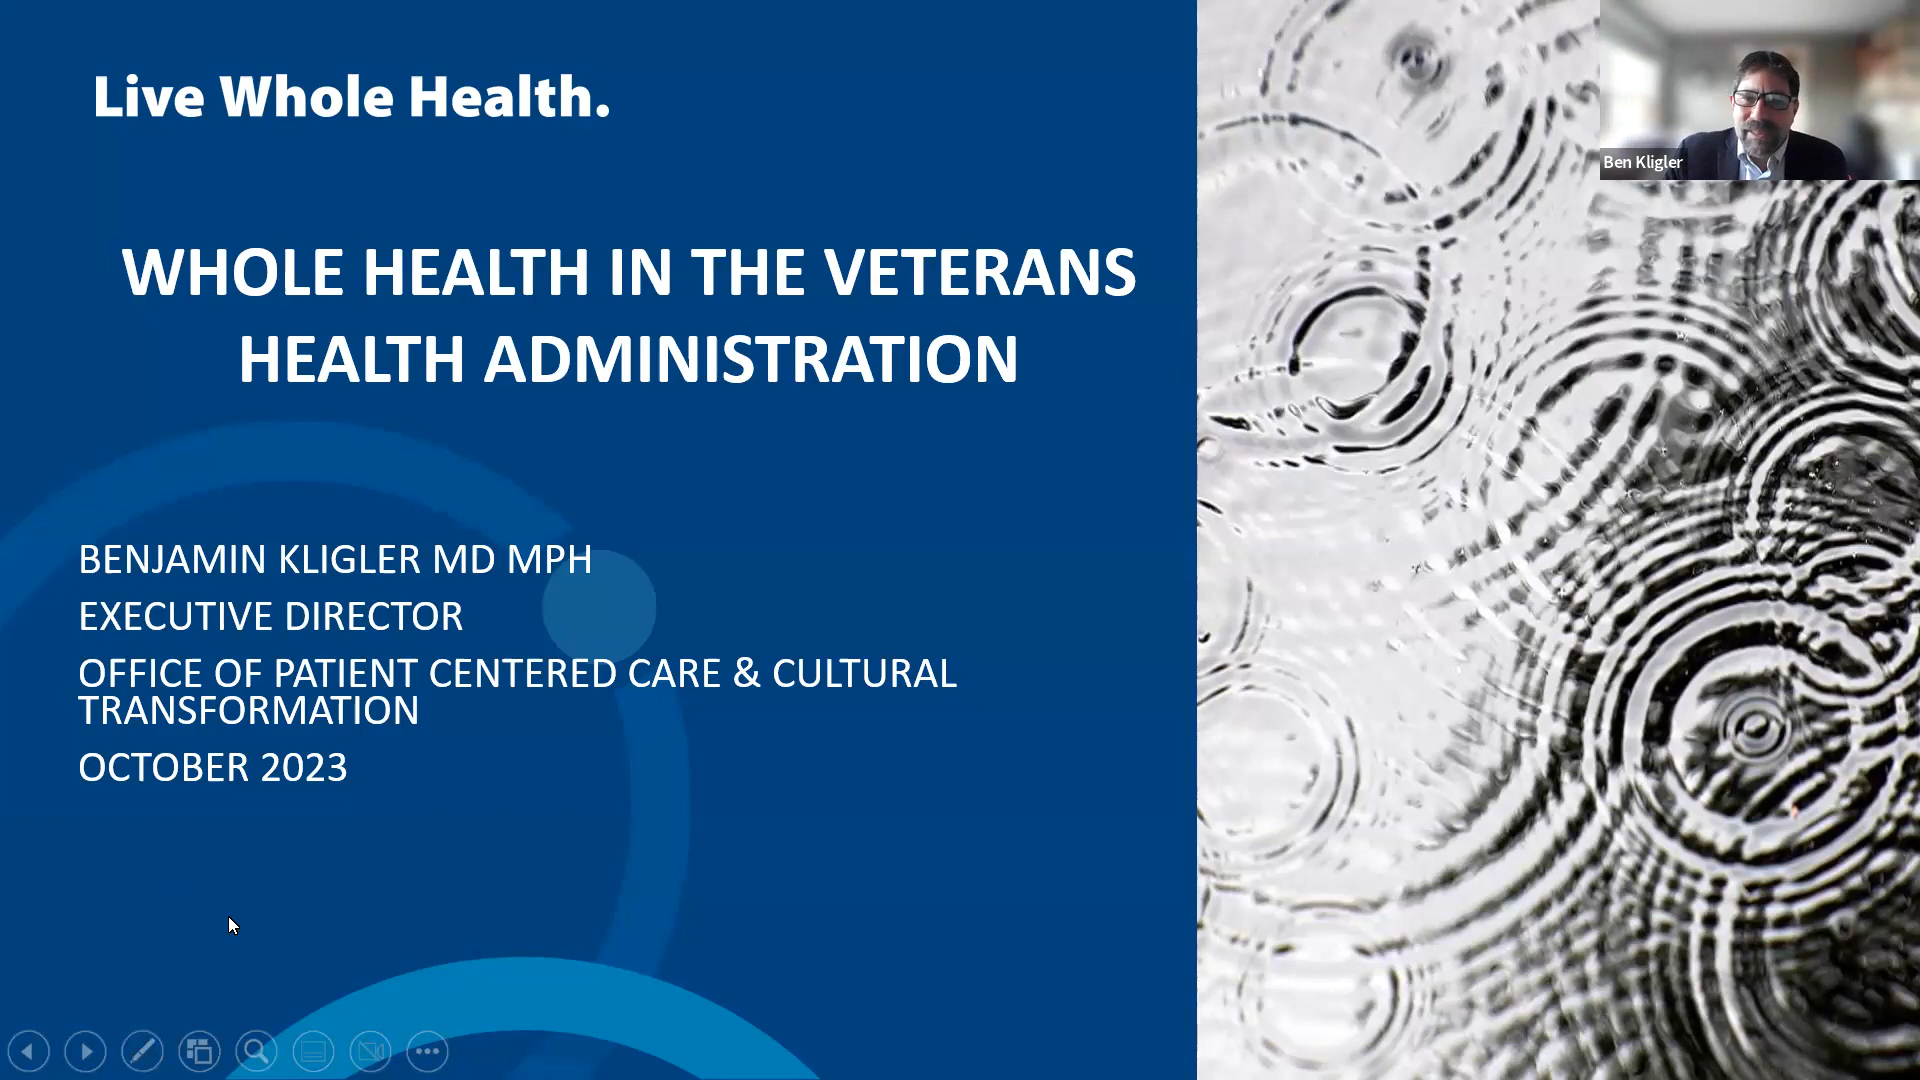 Live Whole Health.
WHOLE HEALTH IN THE VETERANS
HEALTH ADMINISTRATION
BENJAMIN KLIGLER MD MPH
EXECUTIVE DIRECTOR
OFFICE OF PATIENT CENTERED CARE & CULTURAL
TRANSFORMATION
OCTOBER 2023
Ben Kligler